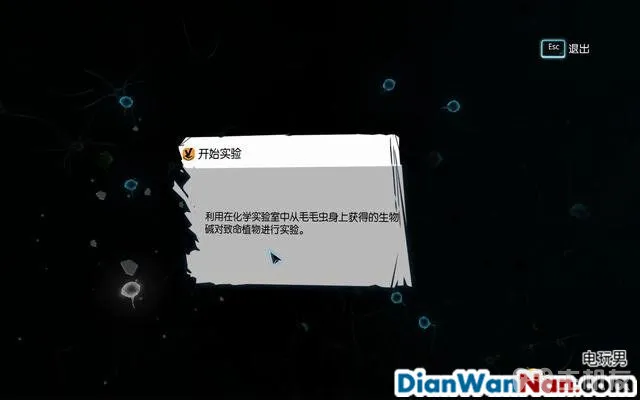 Esc 退出
开始实验
利用在化学实验室中从毛毛虫身上获得的生物
碱对致命植物进行实验。
电玩男
DianWanNan.com